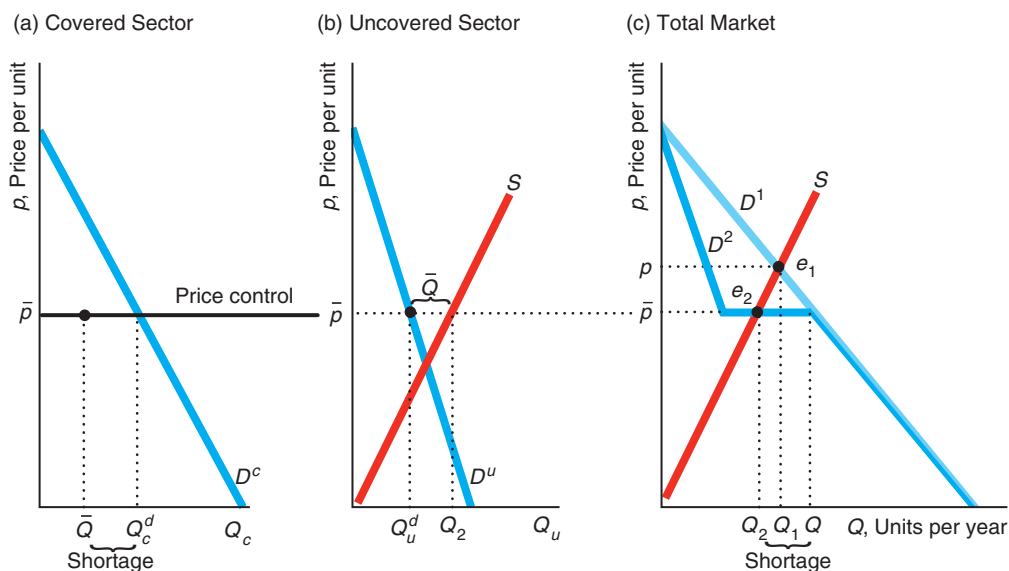 (a) Covered Sector
p, Price per unit
p̄
Price control
D^c
Q̄
Q_c^d
Q_c
Shortage
(b) Uncovered Sector
p, Price per unit
p̄
Q̄
S
D^u
Q_u^d
Q_2
Q_u
(c) Total Market
p, Price per unit
S
D^1
D^2
p
e_1
p̄
e_2
Q_2
Q_1
Q
Q, Units per year
Shortage